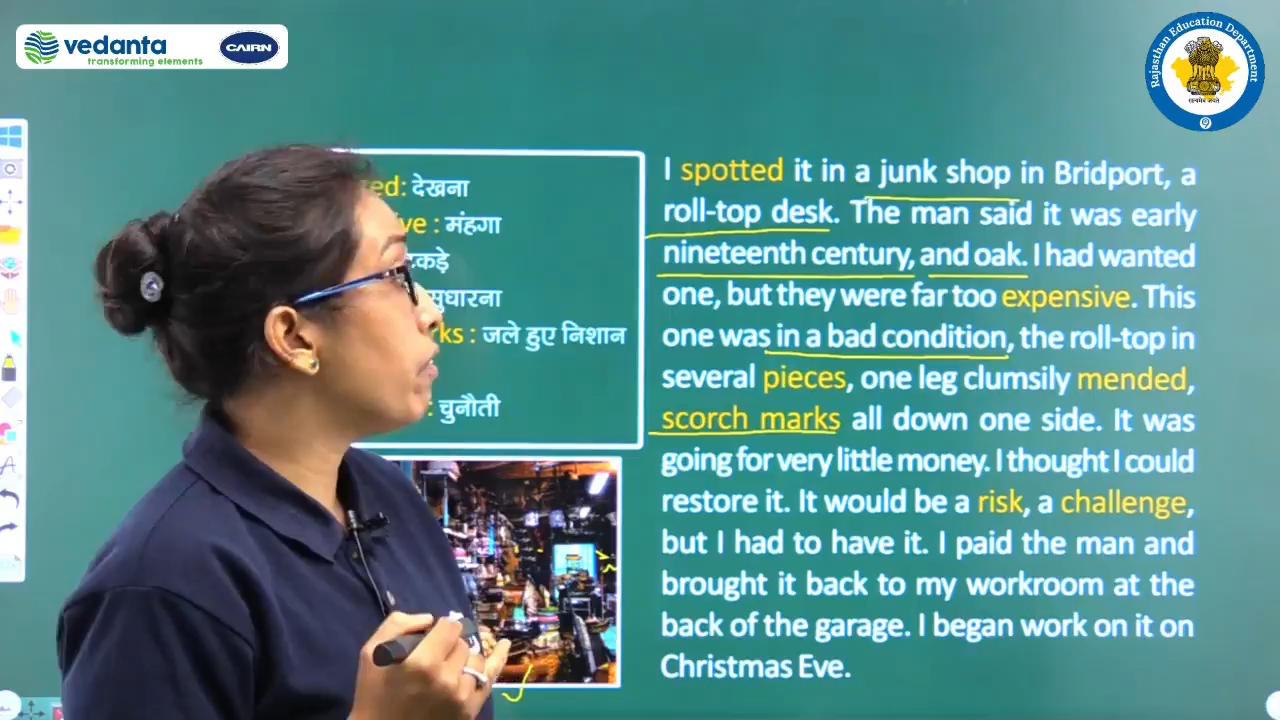 vedanta
transforming elements
CAIRN
Rajasthan Education Department
सत्यमेव जयते
ed: देखना
ve : मंहगा
टुकड़े
सुधारना
ks : जले हुए निशान
: चुनौती
I spotted it in a junk shop in Bridport, a
roll-top desk. The man said it was early
nineteenth century, and oak. I had wanted
one, but they were far too expensive. This
one was in a bad condition, the roll-top in
several pieces, one leg clumsily mended,
scorch marks all down one side. It was
going for very little money. I thought I could
restore it. It would be a risk, a challenge,
but I had to have it. I paid the man and
brought it back to my workroom at the
back of the garage. I began work on it on
Christmas Eve.